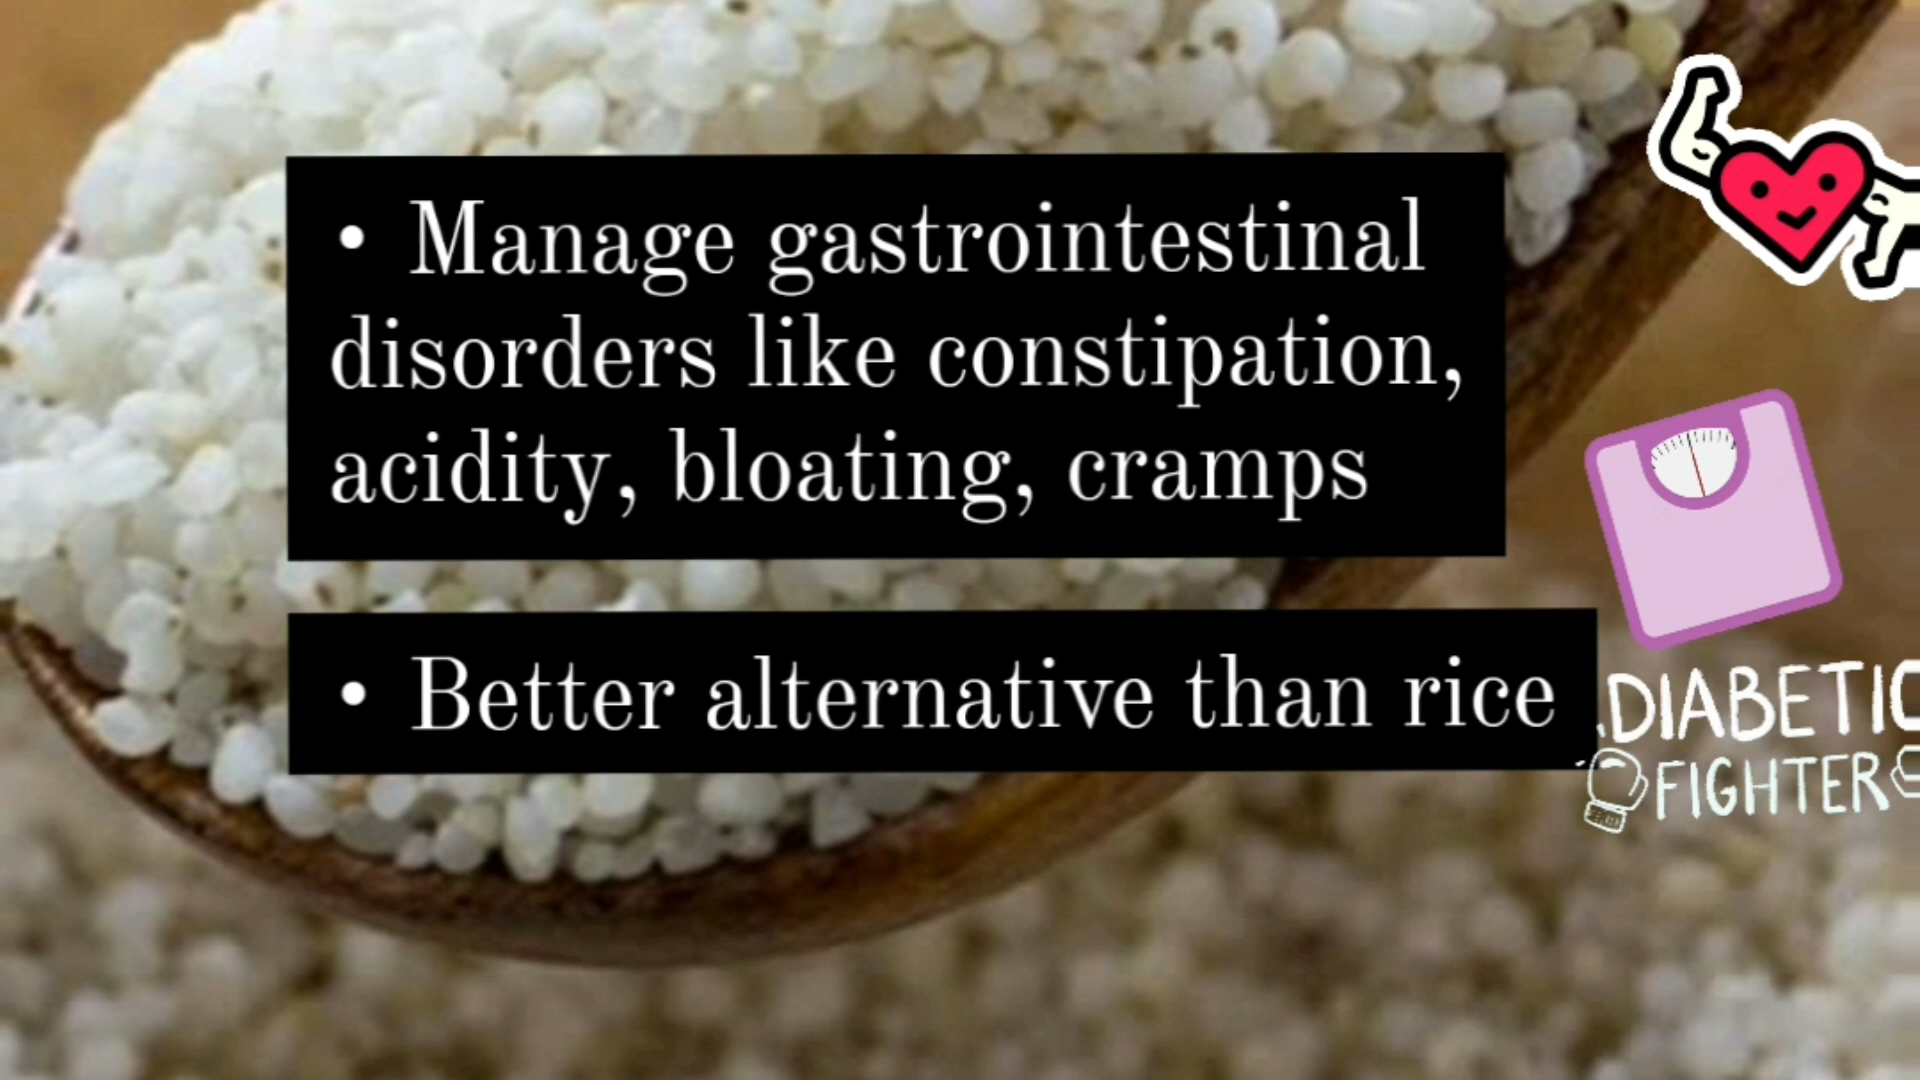 • Manage gastrointestinal
disorders like constipation,
acidity, bloating, cramps
• Better alternative than rice
DIABETIC
FIGHTER